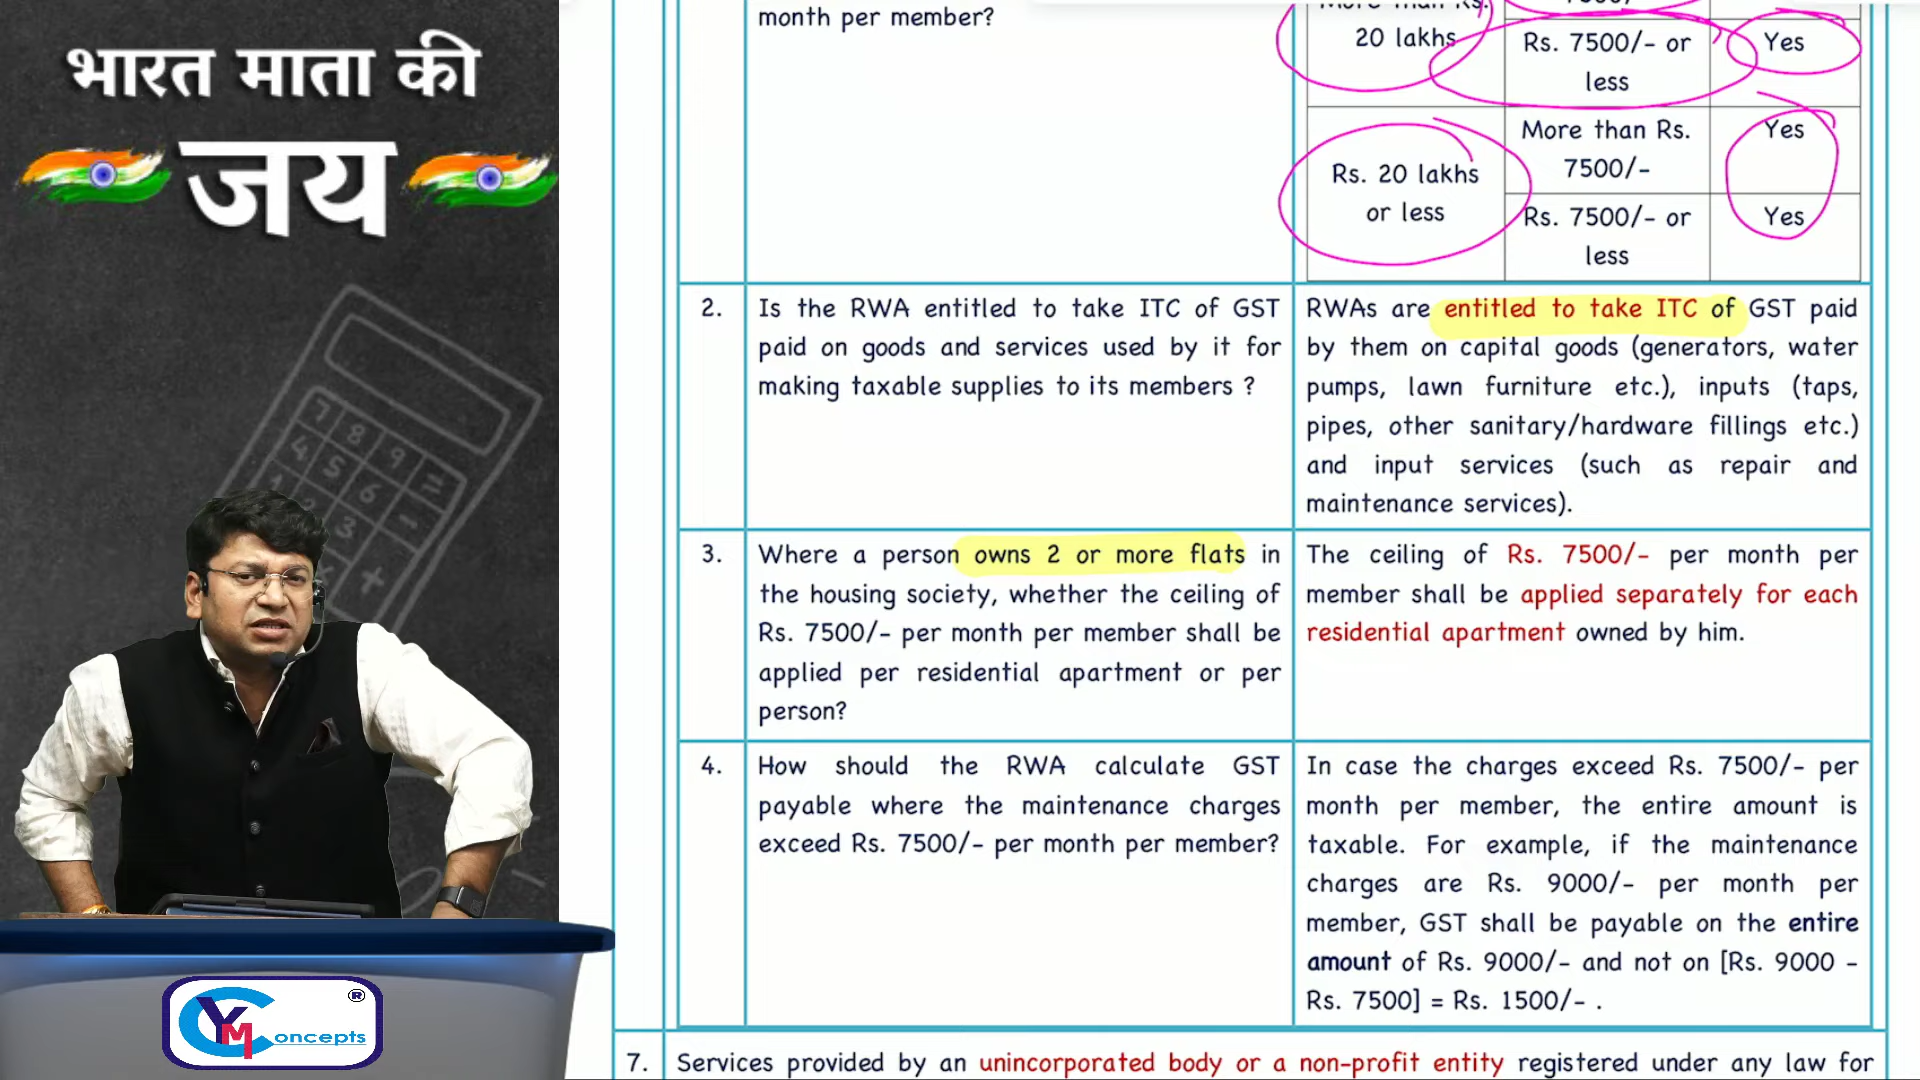 भारत माता की
जय
month per member?
More than Rs.
20 lakhs
7500/-
Rs. 7500/- or
less
Yes
Rs. 20 lakhs
or less
More than Rs.
7500/-
Yes
Rs. 7500/- or
less
Yes
2.
Is the RWA entitled to take ITC of GST
paid on goods and services used by it for
making taxable supplies to its members ?
RWAs are entitled to take ITC of GST paid
by them on capital goods (generators, water
pumps, lawn furniture etc.), inputs (taps,
pipes, other sanitary/hardware fillings etc.)
and input services (such as repair and
maintenance services).
3.
Where a person owns 2 or more flats in
the housing society, whether the ceiling of
Rs. 7500/- per month per member shall be
applied per residential apartment or per
person?
The ceiling of Rs. 7500/- per month per
member shall be applied separately for each
residential apartment owned by him.
4.
How should the RWA calculate GST
payable where the maintenance charges
exceed Rs. 7500/- per month per member?
In case the charges exceed Rs. 7500/- per
month per member, the entire amount is
taxable. For example, if the maintenance
charges are Rs. 9000/- per month per
member, GST shall be payable on the entire
amount of Rs. 9000/- and not on [Rs. 9000 -
Rs. 7500] = Rs. 1500/- .
7.
Services provided by an unincorporated body or a non-profit entity registered under any law for
YM Concepts ®